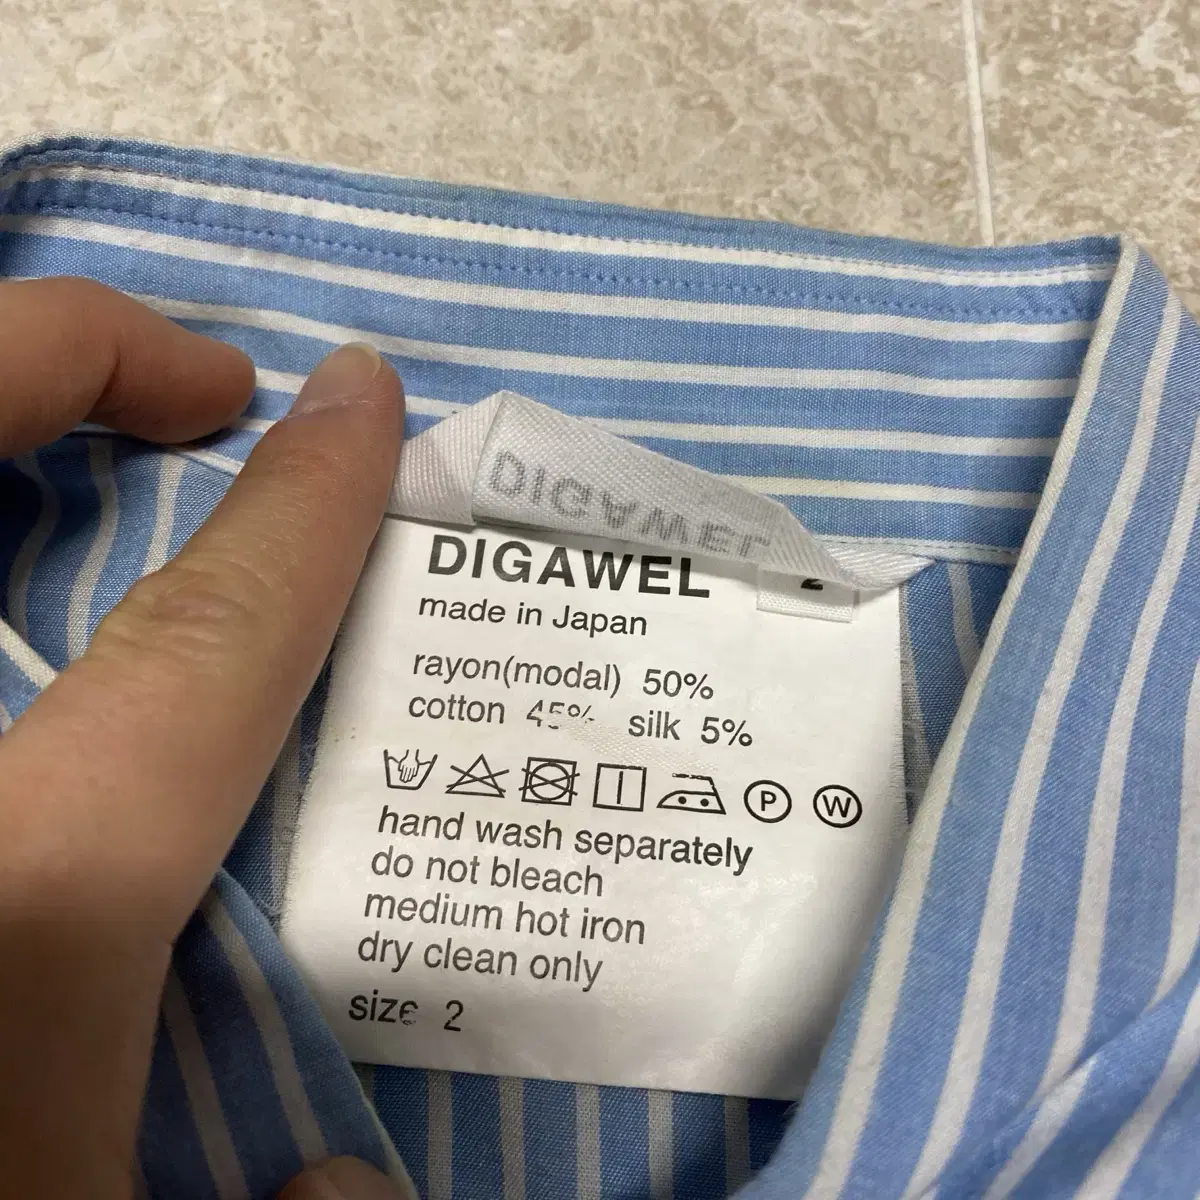 DIGAWEL
DIGAWEL
2
made in Japan
rayon(modal) 50%
cotton 45% silk 5%
P W
hand wash separately
do not bleach
medium hot iron
dry clean only
size 2